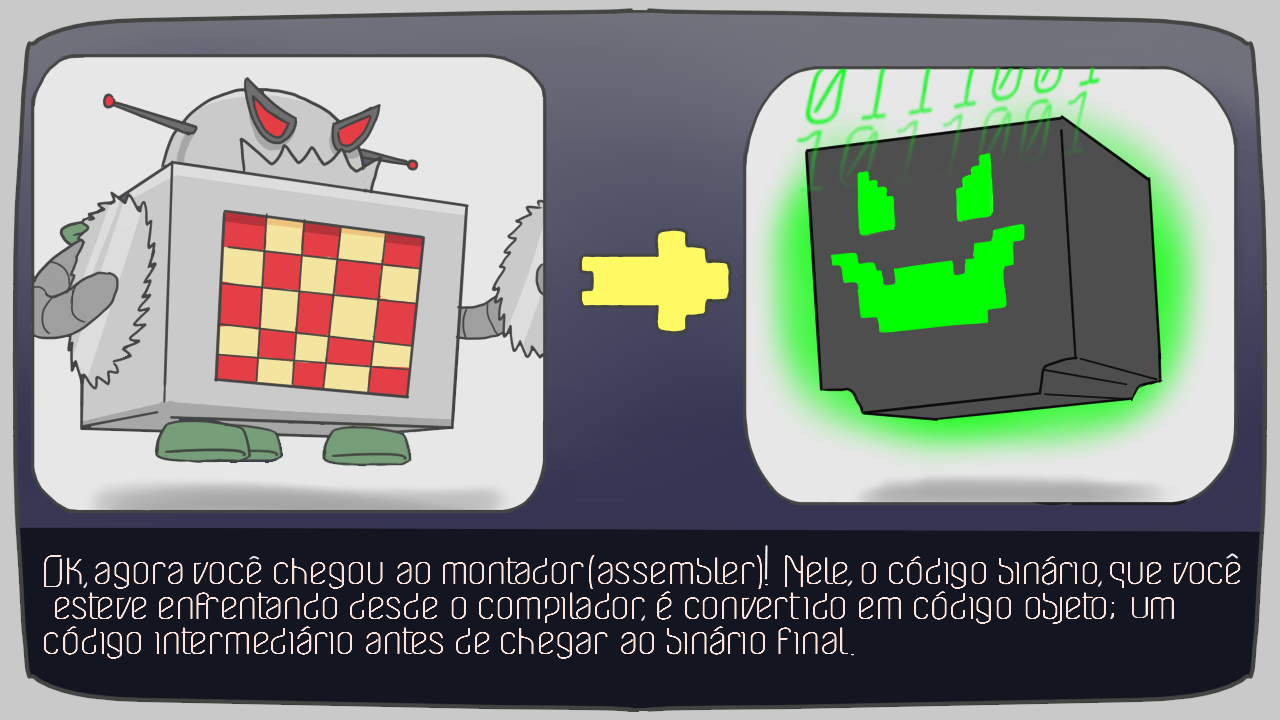 0111001
1011001
OK, agora você chegou ao montador(assembler)! Nele, o código binário, que você
esteve enfrentando desde o compilador, é convertido em código objeto; um
código intermediário antes de chegar ao binário final.